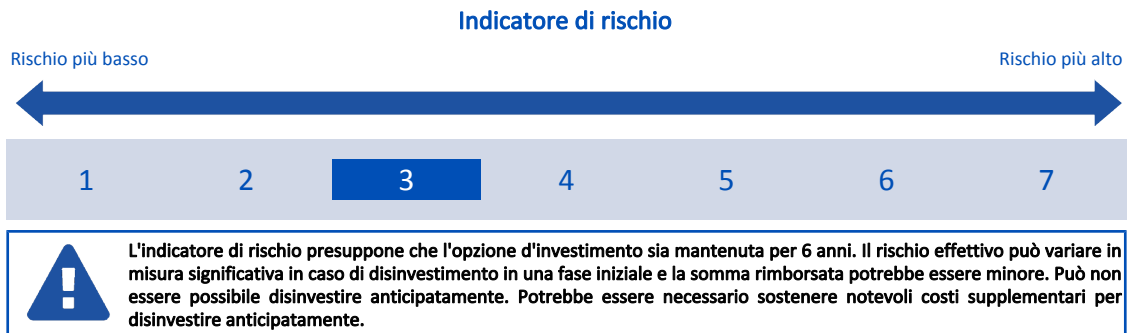 Indicatore di rischio
Rischio più basso
Rischio più alto
1 2 3 4 5 6 7
L'indicatore di rischio presuppone che l'opzione d'investimento sia mantenuta per 6 anni. Il rischio effettivo può variare in
misura significativa in caso di disinvestimento in una fase iniziale e la somma rimborsata potrebbe essere minore. Può non
essere possibile disinvestire anticipatamente. Potrebbe essere necessario sostenere notevoli costi supplementari per
disinvestire anticipatamente.